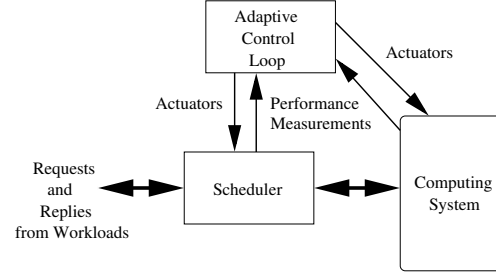 Adaptive
Control
Loop
Actuators
Actuators
Performance
Measurements
Requests
and
Replies
from Workloads
Scheduler
Computing
System